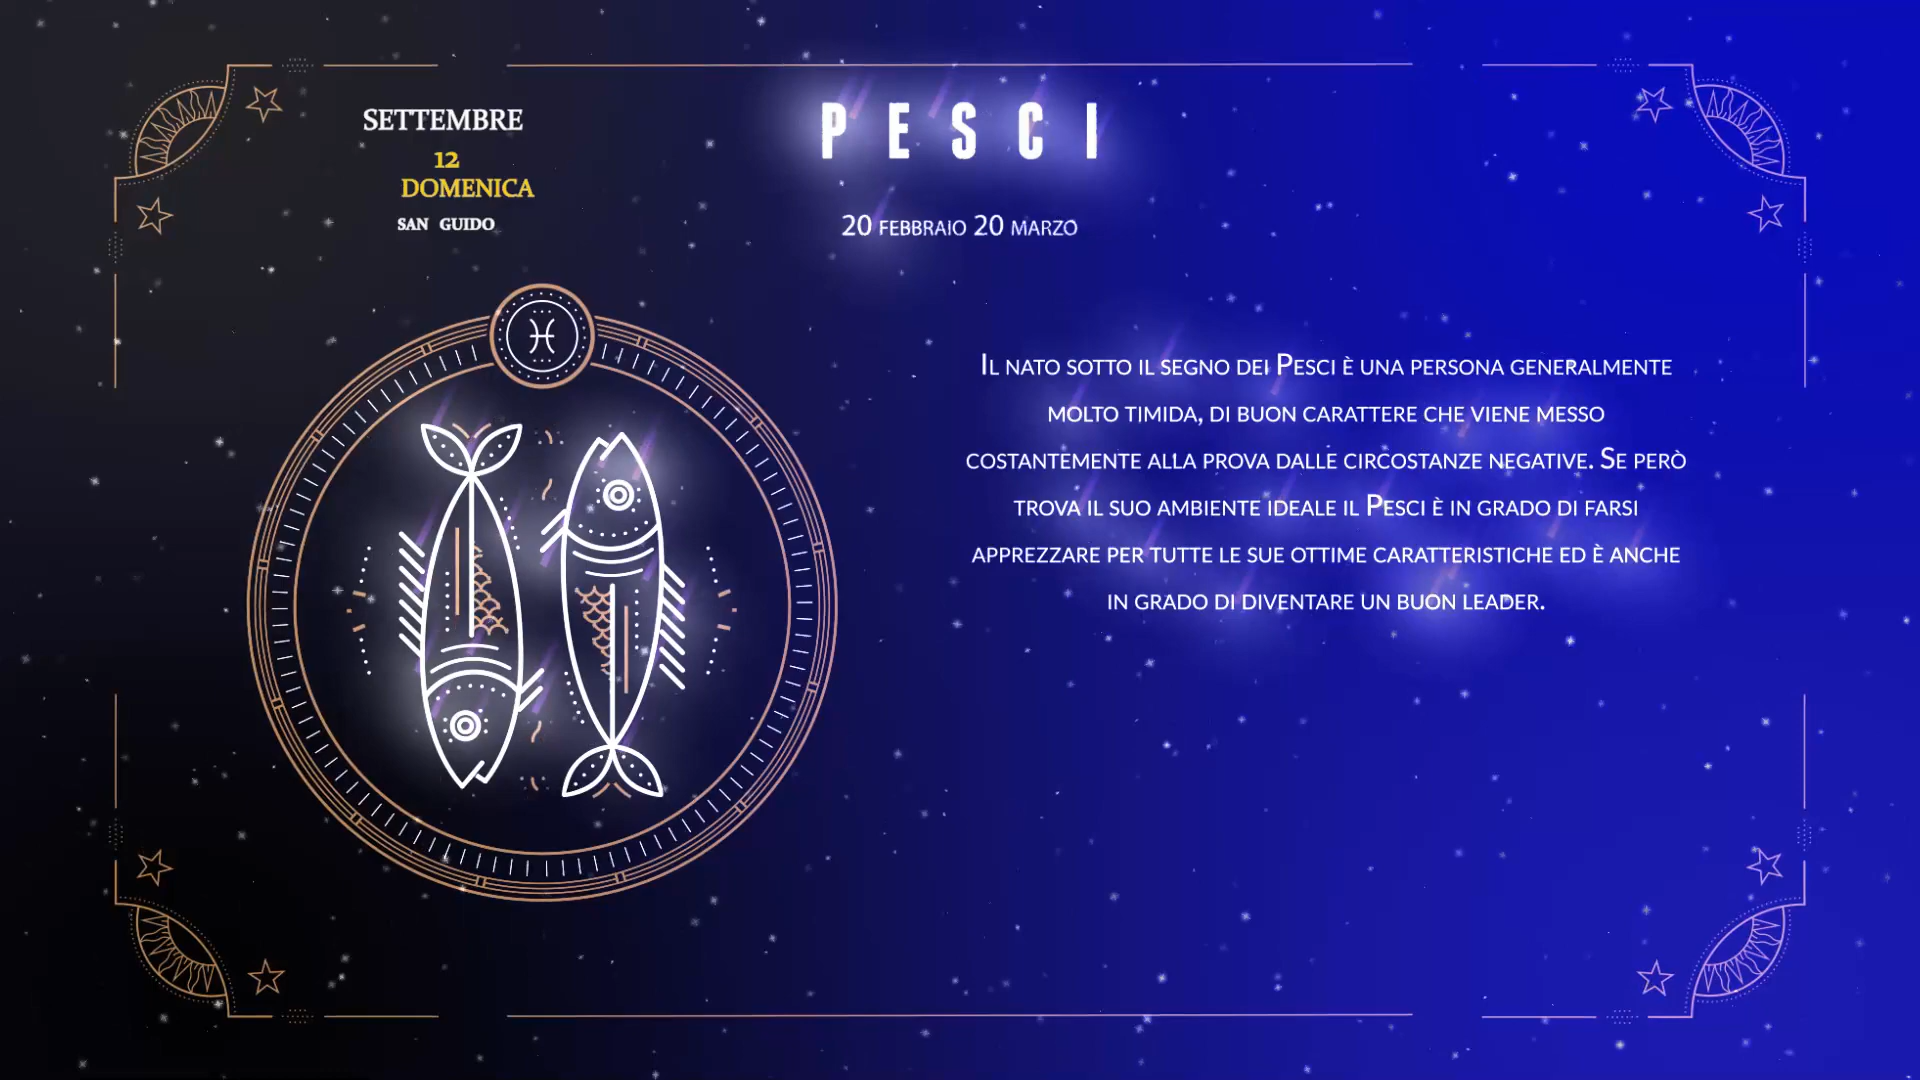 SETTEMBRE
12
DOMENICA
SAN GUIDO
PESCI
20 FEBBRAIO 20 MARZO
Il nato sotto il segno dei Pesci è una persona generalmente
molto timida, di buon carattere che viene messo
costantemente alla prova dalle circostanze negative. Se però
trova il suo ambiente ideale il Pesci è in grado di farsi
apprezzare per tutte le sue ottime caratteristiche ed è anche
in grado di diventare un buon leader.